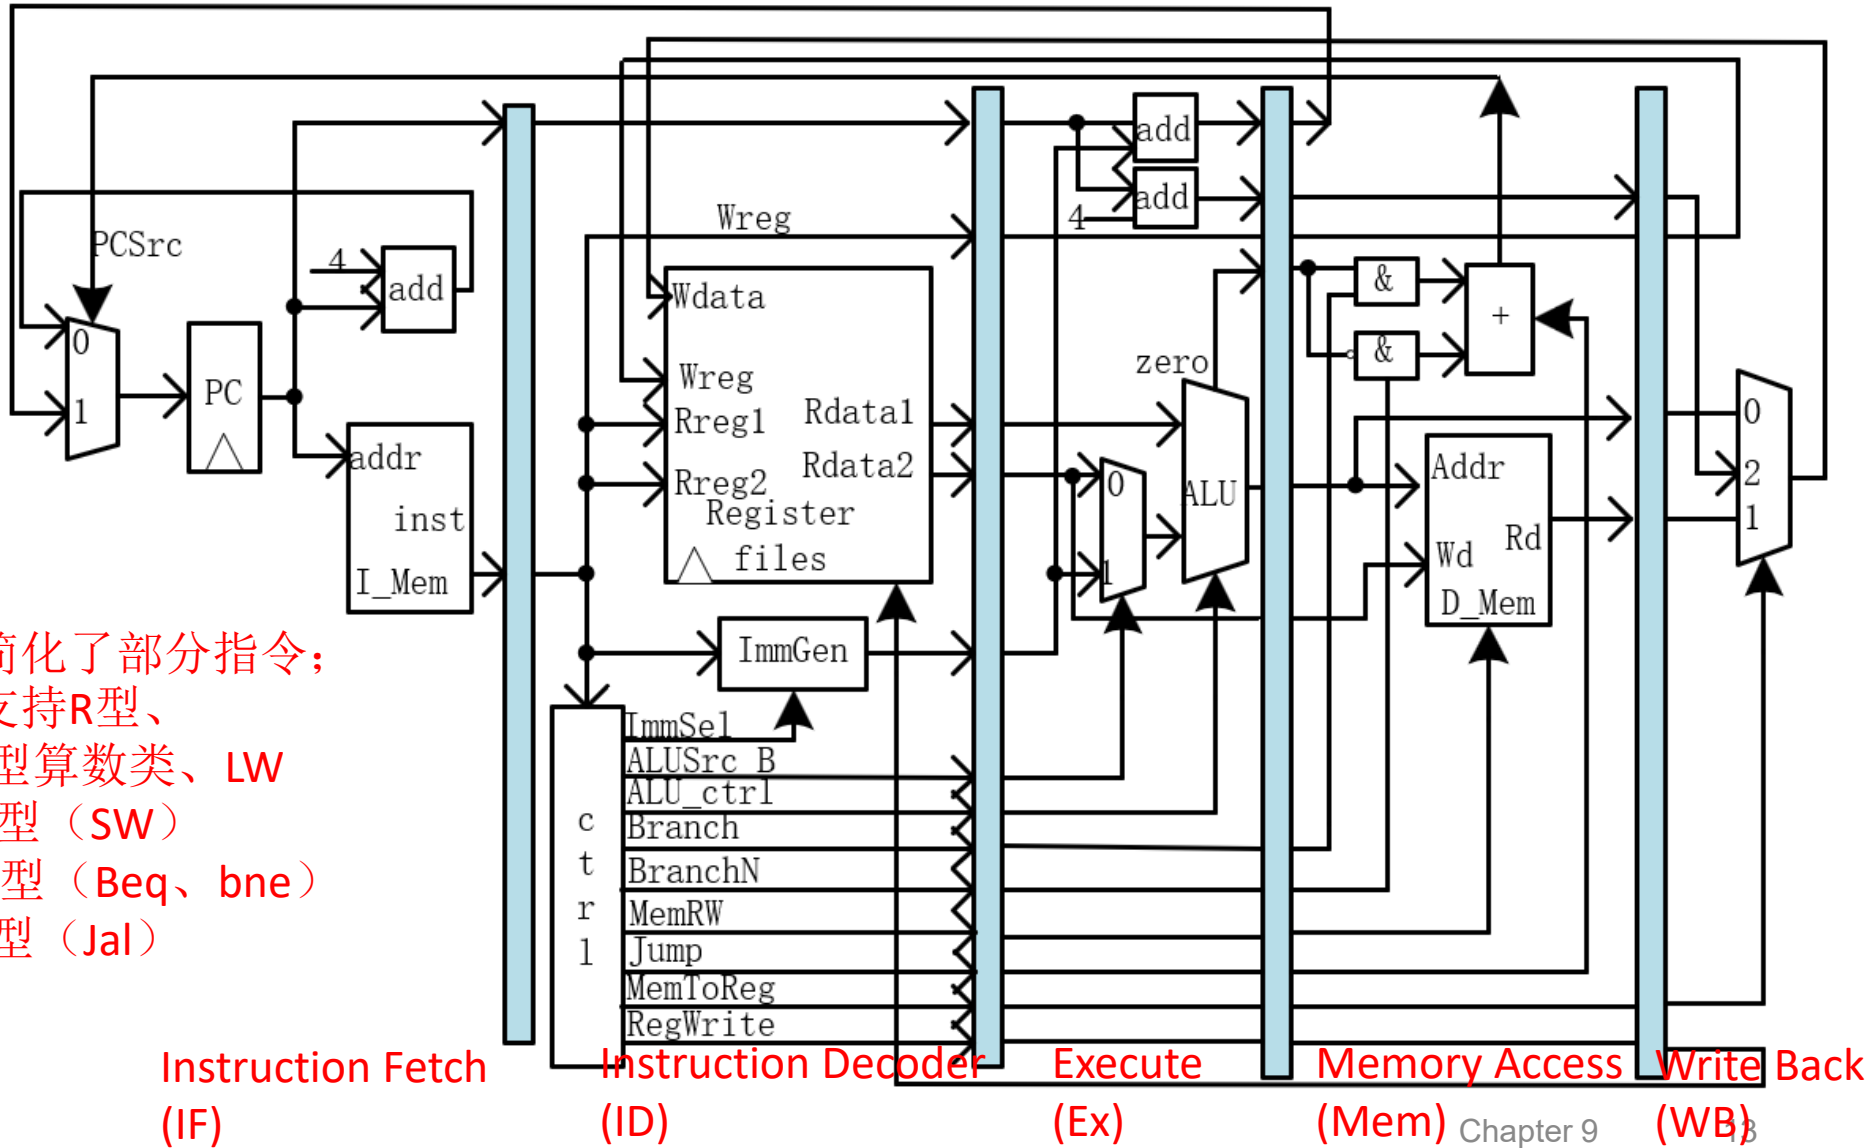 PCSrc
0
1
PC
4
add
addr
inst
I_Mem
Wreg
Wdata
Wreg
Rreg1
Rreg2
Rdata1
Rdata2
Register
files
ImmGen
ImmSel
ALUSrc_B
ALU_ctrl
Branch
BranchN
MemRW
Jump
MemToReg
RegWrite
c
t
r
l
add
add
4
zero
0
1
ALU
&
&
+
Addr
Wd
Rd
D_Mem
0
2
1
简化了部分指令;
支持R型、
型算数类、LW
型（SW）
型（Beq、bne）
型（Jal）
Instruction Fetch
(IF)
Instruction Decoder
(ID)
Execute
(Ex)
Memory Access
(Mem)
Write Back
(WB)
Chapter 9
13